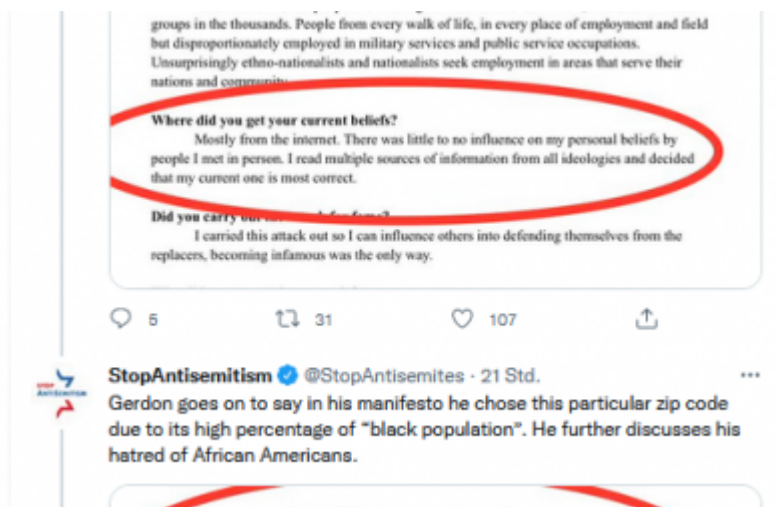 groups in the thousands. People from every walk of life, in every place of employment and field
but disproportionately employed in military services and public service occupations.
Unsurprisingly ethno-nationalists and nationalists seek employment in areas that serve their
nations and community.
Where did you get your current beliefs?
Mostly from the internet. There was little to no influence on my personal beliefs by
people I met in person. I read multiple sources of information from all ideologies and decided
that my current one is most correct.
Did you carry
I carried this attack out so I can influence others into defending themselves from the
replacers, becoming infamous was the only way.
5 31 107
STOP
ANTISEMITISM
StopAntisemitism @StopAntisemites · 21 Std.
Gerdon goes on to say in his manifesto he chose this particular zip code
due to its high percentage of “black population”. He further discusses his
hatred of African Americans.